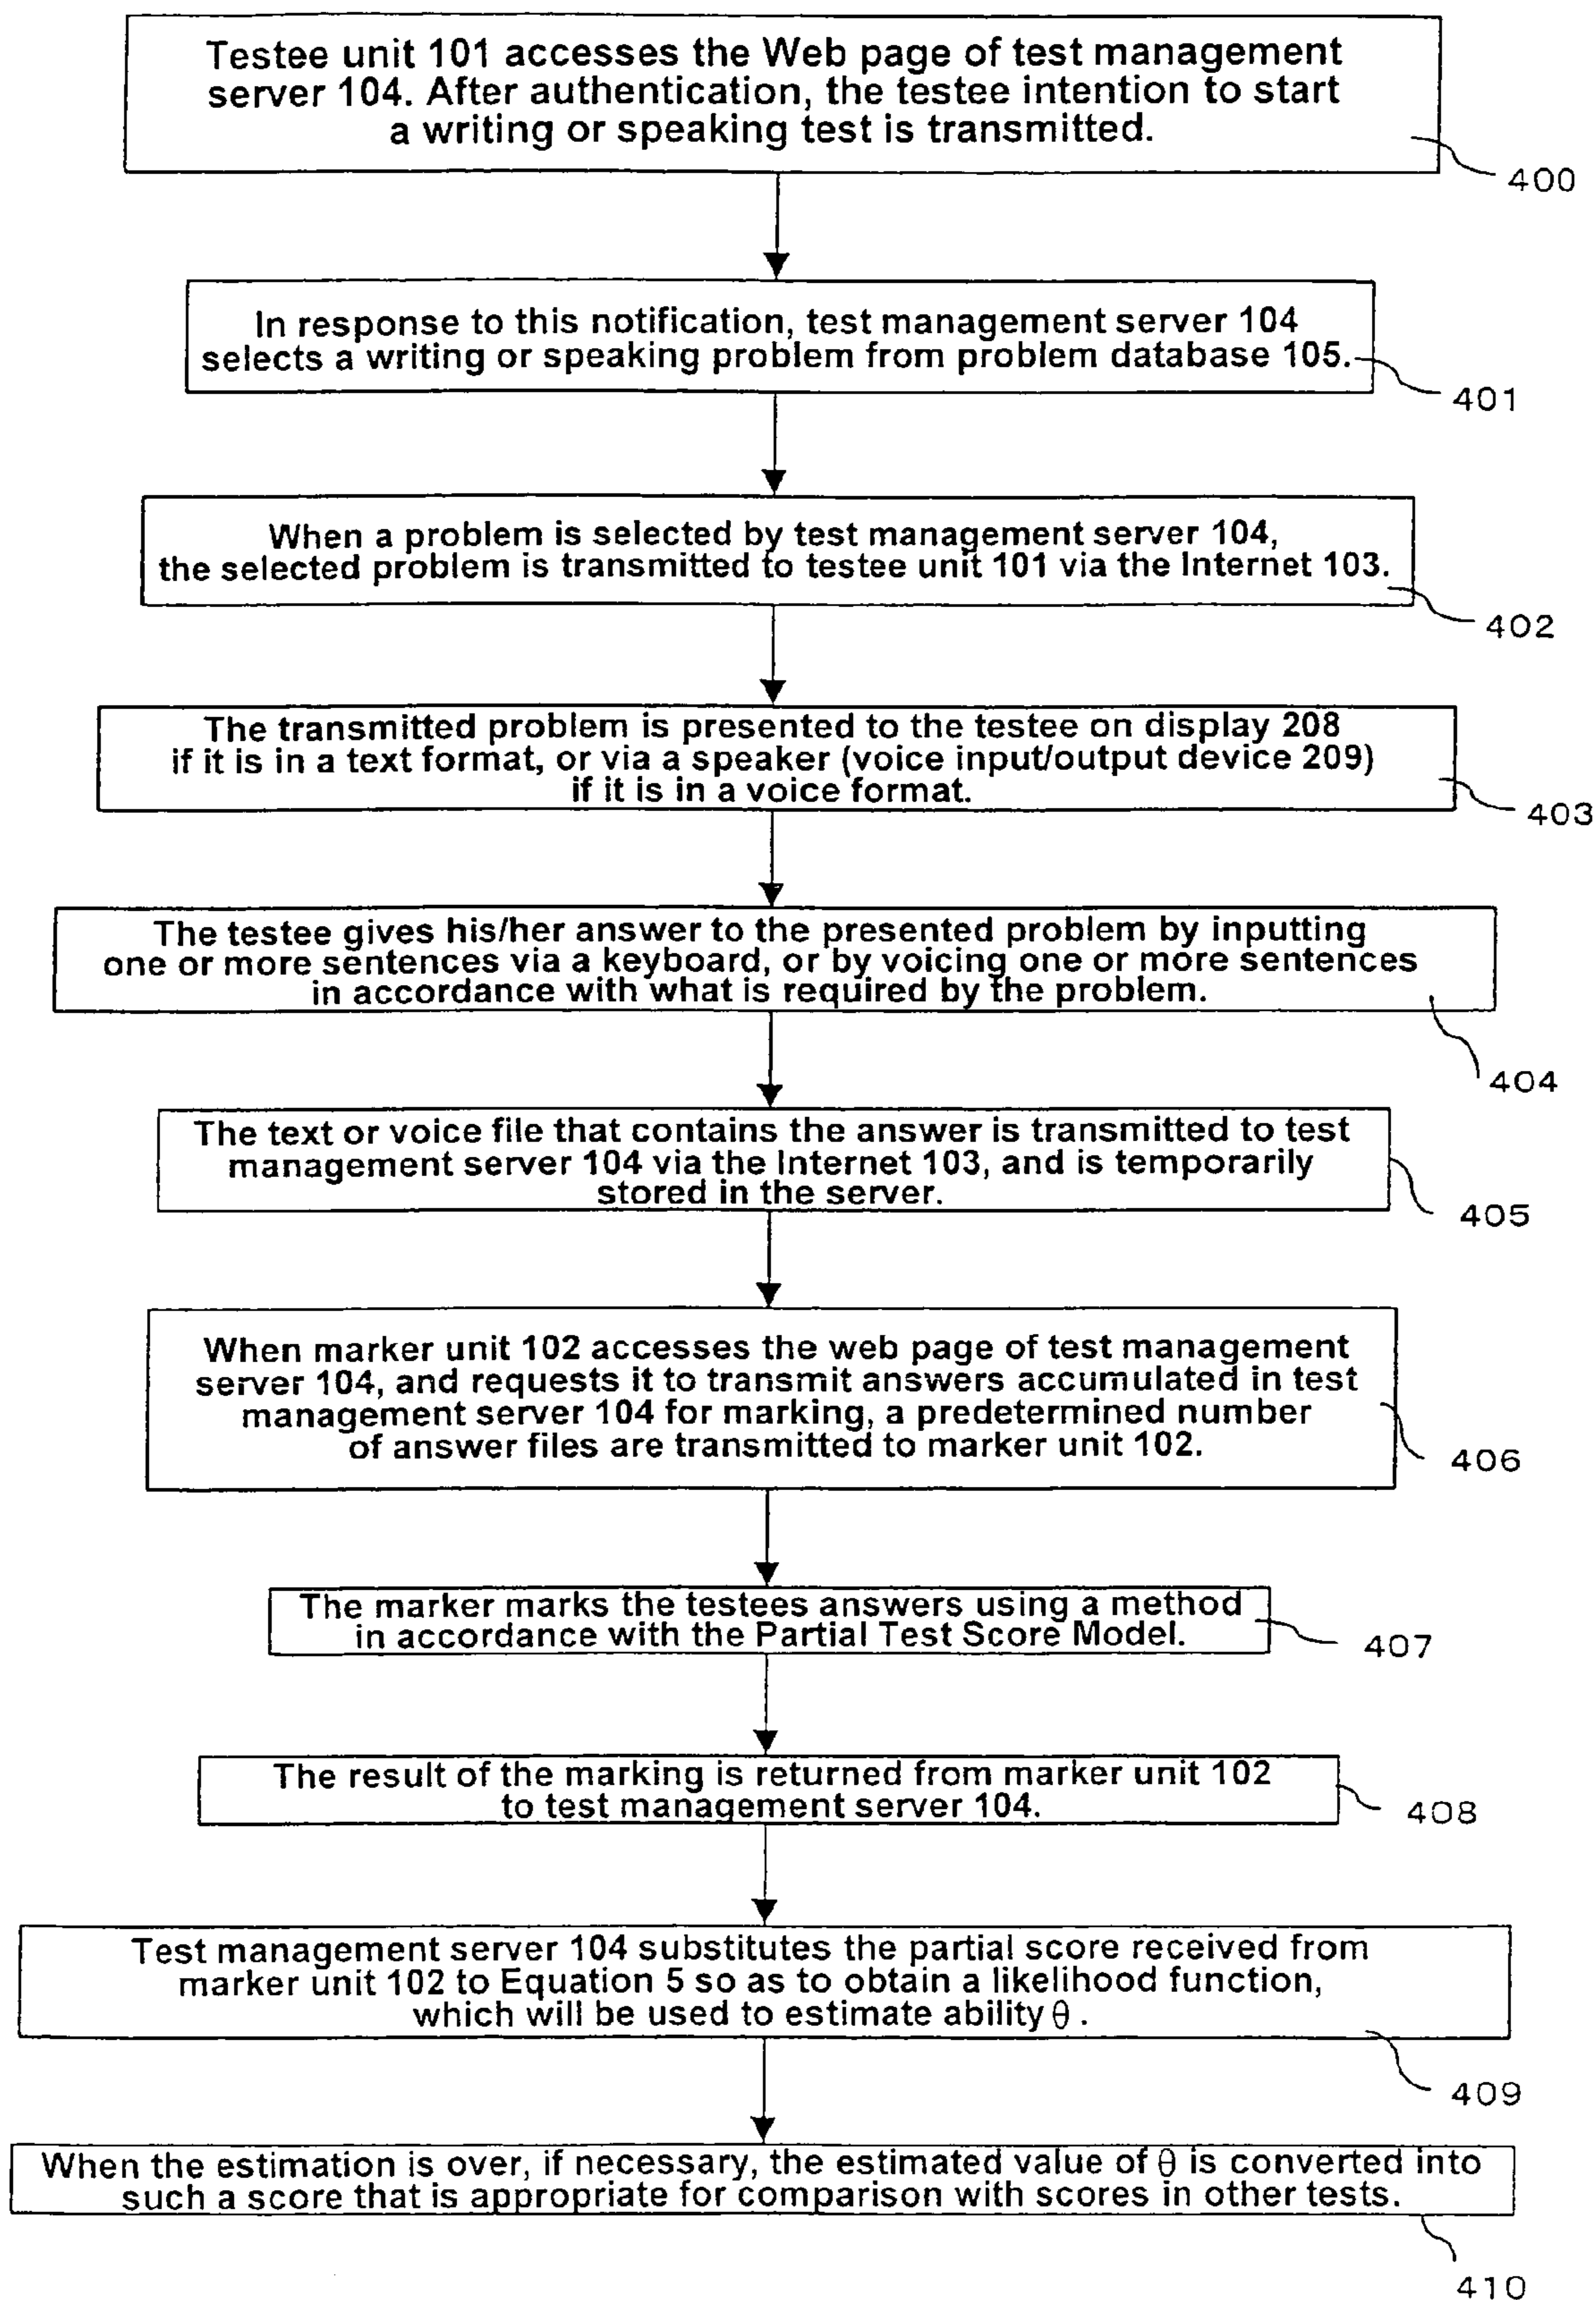 Testee unit 101 accesses the Web page of test management
server 104. After authentication, the testee intention to start
a writing or speaking test is transmitted.
400
In response to this notification, test management server 104
selects a writing or speaking problem from problem database 105.
401
When a problem is selected by test management server 104,
the selected problem is transmitted to testee unit 101 via the Internet 103.
402
The transmitted problem is presented to the testee on display 208
if it is in a text format, or via a speaker (voice input/output device 209)
if it is in a voice format.
403
The testee gives his/her answer to the presented problem by inputting
one or more sentences via a keyboard, or by voicing one or more sentences
in accordance with what is required by the problem.
404
The text or voice file that contains the answer is transmitted to test
management server 104 via the Internet 103, and is temporarily
stored in the server.
405
When marker unit 102 accesses the web page of test management
server 104, and requests it to transmit answers accumulated in test
management server 104 for marking, a predetermined number
of answer files are transmitted to marker unit 102.
406
The marker marks the testees answers using a method
in accordance with the Partial Test Score Model.
407
The result of the marking is returned from marker unit 102
to test management server 104.
408
Test management server 104 substitutes the partial score received from
marker unit 102 to Equation 5 so as to obtain a likelihood function,
which will be used to estimate ability θ .
409
When the estimation is over, if necessary, the estimated value of θ is converted into
such a score that is appropriate for comparison with scores in other tests.
410